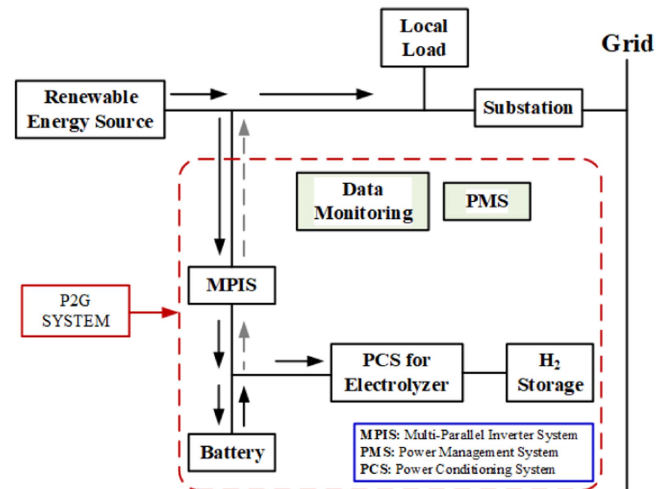 Local
Load
Grid
Renewable
Energy Source
Substation
Data
Monitoring
PMS
MPIS
P2G
SYSTEM
PCS for
Electrolyzer
H₂
Storage
Battery
MPIS: Multi-Parallel Inverter System
PMS: Power Management System
PCS: Power Conditioning System